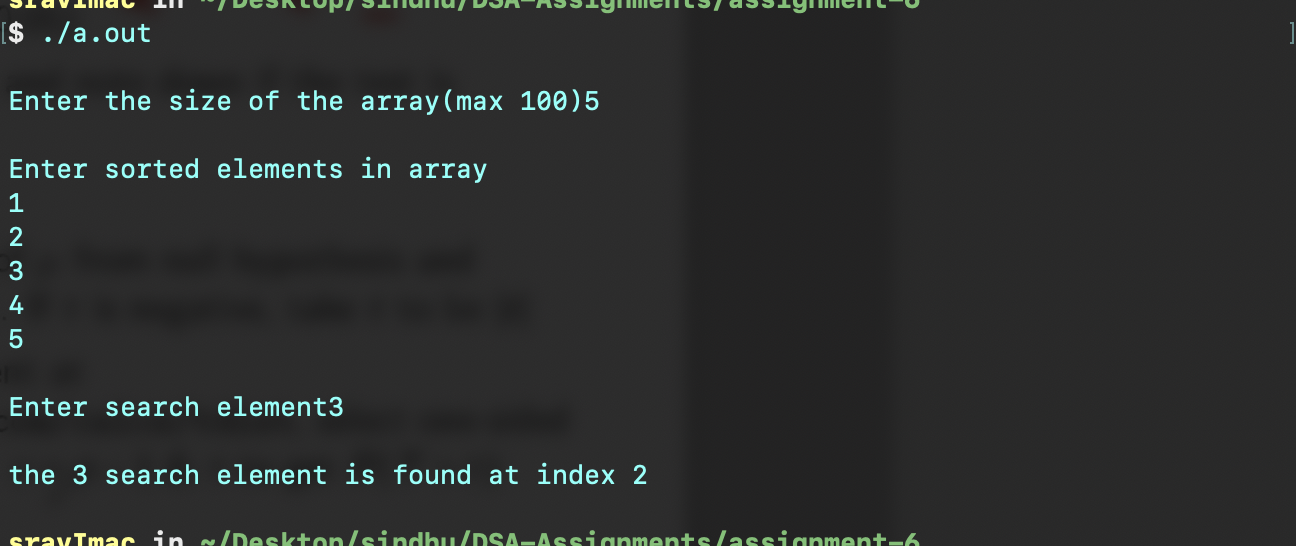 sravImac in ~/Desktop/sindhu/DSA-Assignments/assignment-6
[$ ./a.out ]
Enter the size of the array(max 100)5
Enter sorted elements in array
1
2
3
4
5
Enter search element3
the 3 search element is found at index 2
sravImac in ~/Desktop/sindhu/DSA-Assignments/assignment-6